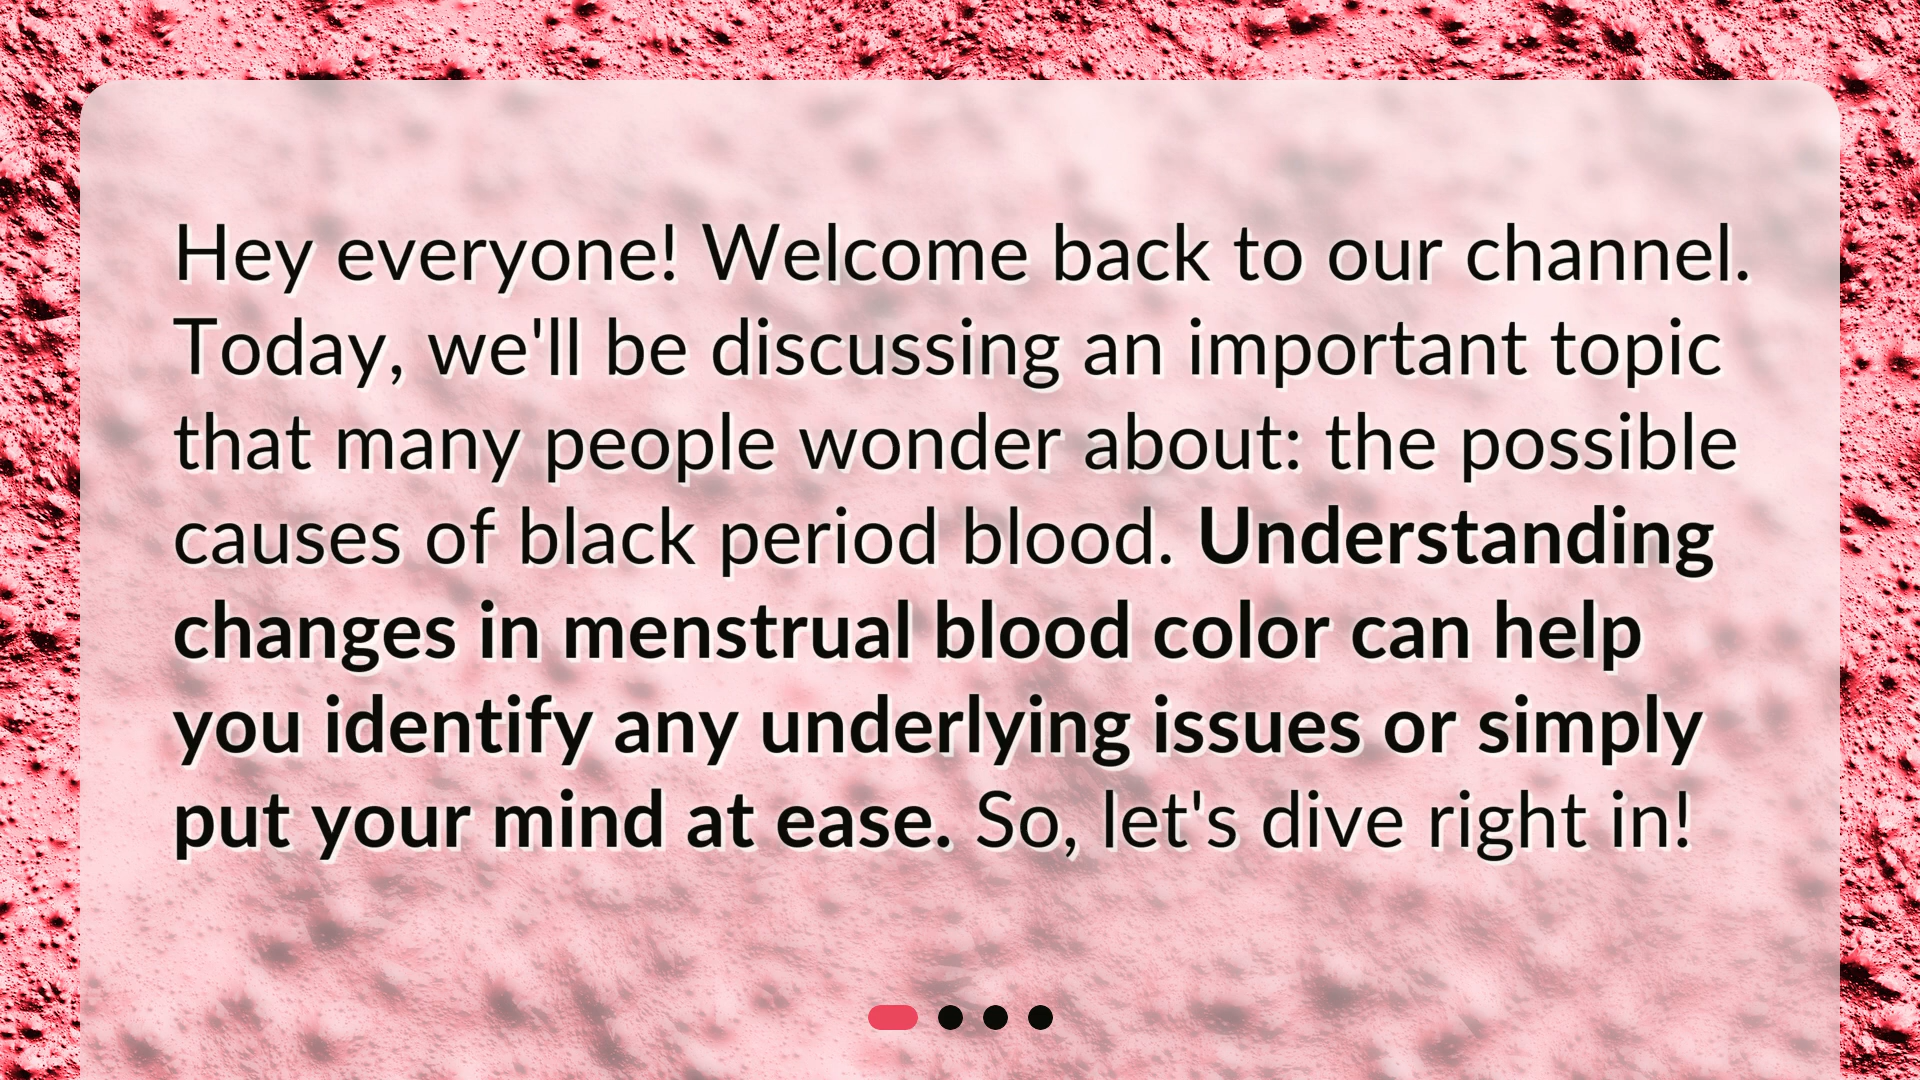 Hey everyone! Welcome back to our channel.
Today, we'll be discussing an important topic
that many people wonder about: the possible
causes of black period blood. Understanding
changes in menstrual blood color can help
you identify any underlying issues or simply
put your mind at ease. So, let's dive right in!